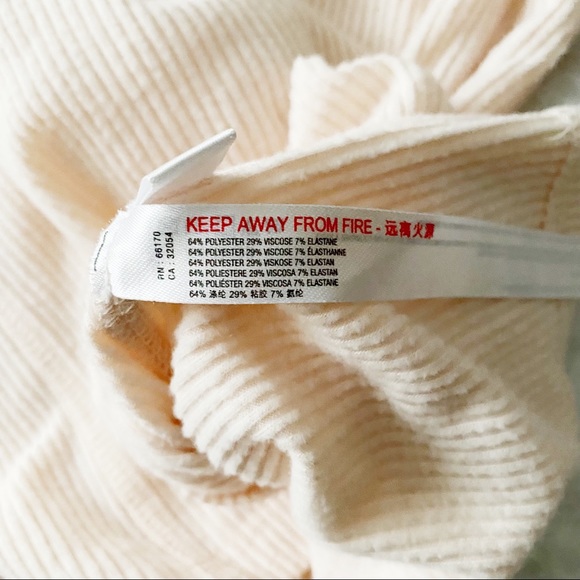 RN : 66170
CA : 32054
KEEP AWAY FROM FIRE - 远离火源
64% POLYESTER 29% VISCOSE 7% ELASTANE
64% POLYESTER 29% VISCOSE 7% ÉLASTHANNE
64% POLYESTER 29% VISKOSE 7% ELASTAN
64% POLIESTERE 29% VISCOSA 7% ELASTAN
64% POLIÉSTER 29% VISCOSA 7% ELASTANE
64% 涤纶 29% 粘胶 7% 氨纶